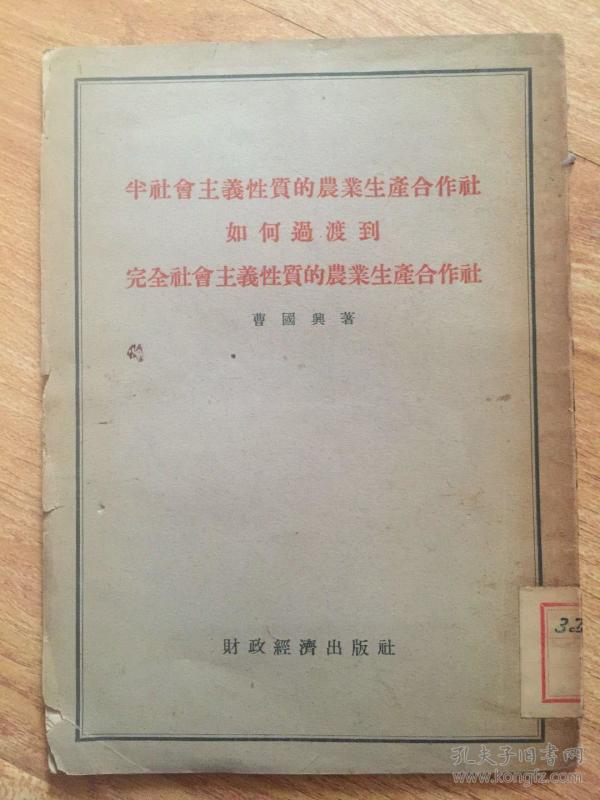 半社會主義性質的農業生產合作社
如何過渡到
完全社會主義性質的農業生產合作社
曹國興著
財政經濟出版社
孔夫子旧书网
www.kongfz.com